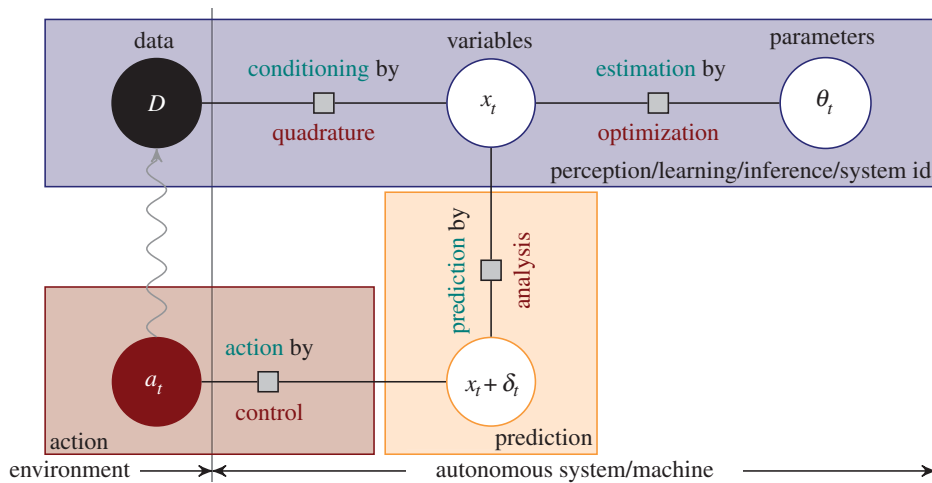 data
variables
parameters
conditioning by
estimation by
D
x_t
θ_t
quadrature
optimization
perception/learning/inference/system id
prediction by
analysis
action by
a_t
x_t + δ_t
control
action
prediction
environment
autonomous system/machine